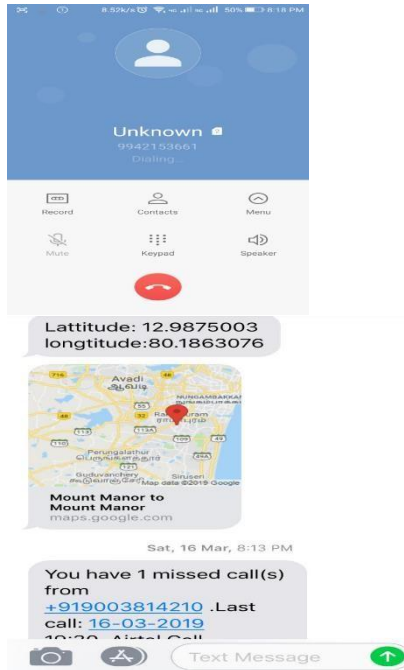 8.52k/s 50% 8:18 PM
Unknown
9942153661
Dialing...
Record Contacts Menu
Mute Keypad Speaker
Lattitude: 12.9875003
longtitude:80.1863076
Avadi
ஆவடி
NUNGAMBAKKAM
Perungalathur
Guduvanchery
Siruseri
Map data ©2019 Google
Mount Manor to
Mount Manor
maps.google.com
Sat, 16 Mar, 8:13 PM
You have 1 missed call(s)
from
+919003814210 .Last
call: 16-03-2019
Text Message